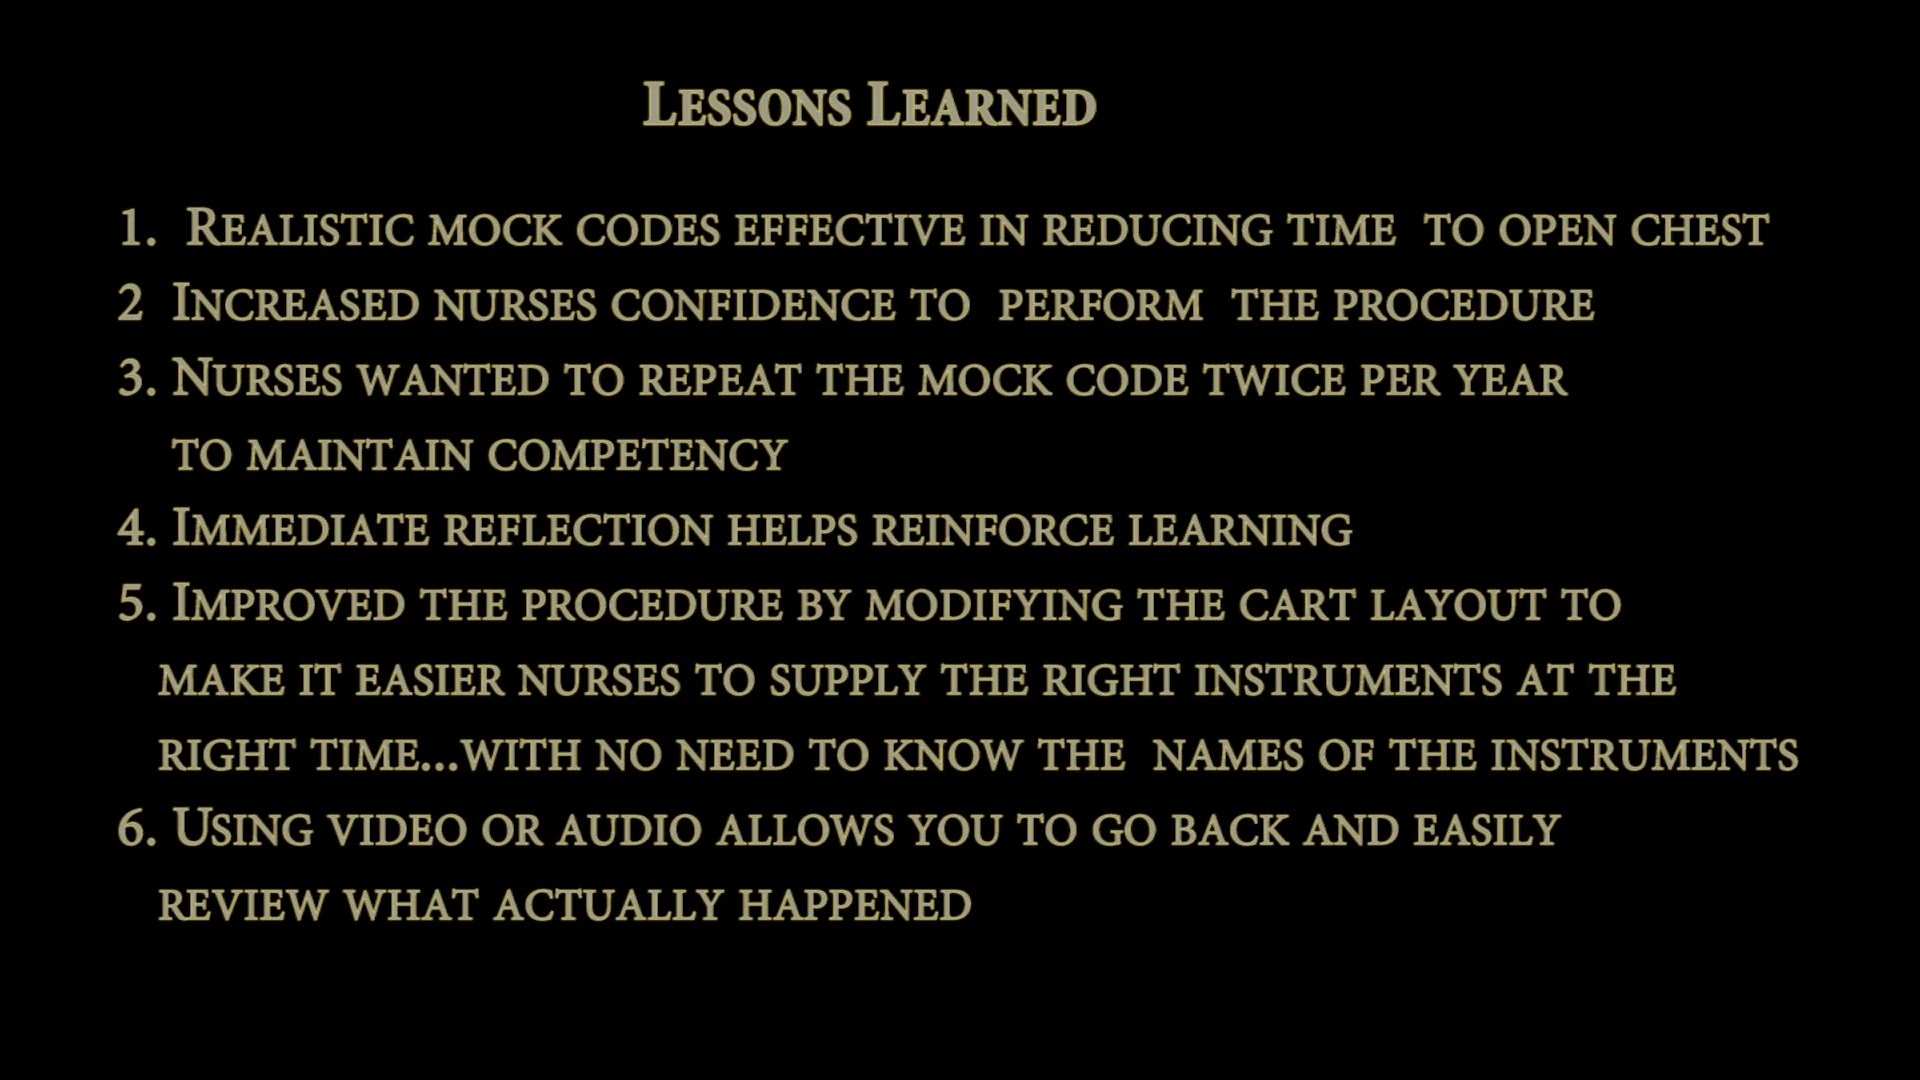 Lessons Learned
1. Realistic mock codes effective in reducing time to open chest
2 Increased nurses confidence to perform the procedure
3. Nurses wanted to repeat the mock code twice per year
to maintain competency
4. Immediate reflection helps reinforce learning
5. Improved the procedure by modifying the cart layout to
make it easier nurses to supply the right instruments at the
right time...with no need to know the names of the instruments
6. Using video or audio allows you to go back and easily
review what actually happened